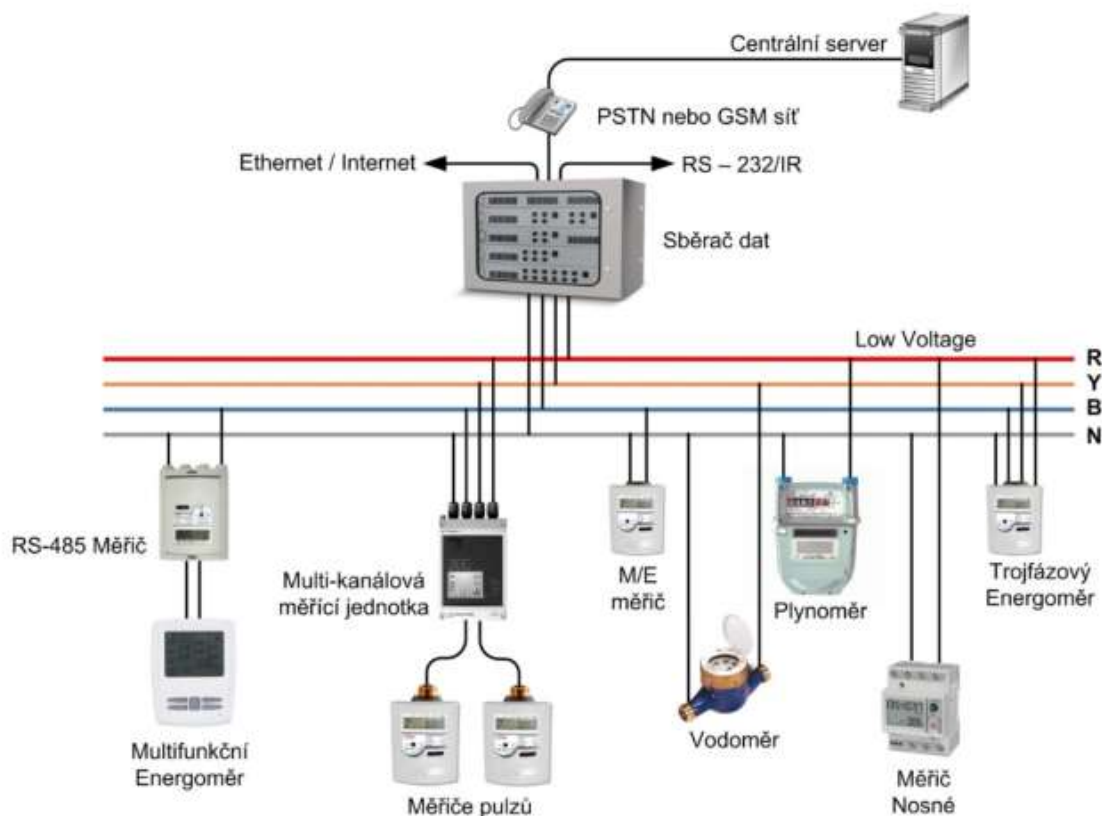 Centrální server
PSTN nebo GSM síť
Ethernet / Internet
RS – 232/IR
Sběrač dat
Low Voltage
R
Y
B
N
RS-485 Měřič
Multi-kanálová
měřící jednotka
M/E
měřič
Plynoměr
Trojfázový
Energoměr
Multifunkční
Energoměr
Měřiče pulzů
Vodoměr
Měřič
Nosné